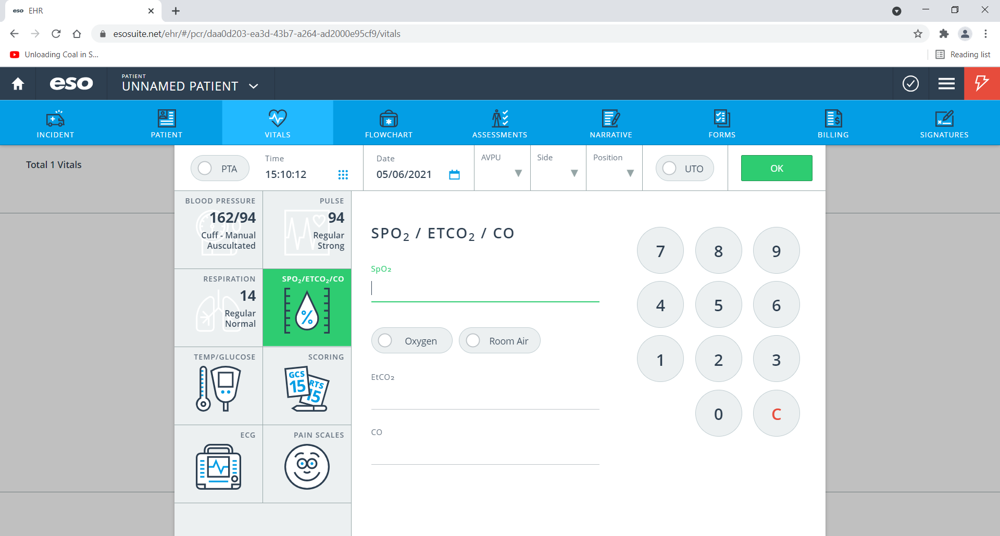 eso EHR
esosuite.net/ehr/#/pcr/daa0d203-ea3d-43b7-a264-ad2000e95cf9/vitals
Unloading Coal in S...
Reading list
eso
PATIENT
UNNAMED PATIENT
INCIDENT
PATIENT
VITALS
FLOWCHART
ASSESSMENTS
NARRATIVE
FORMS
BILLING
SIGNATURES
Total 1 Vitals
PTA
Time
15:10:12
Date
05/06/2021
AVPU
Side
Position
UTO
OK
BLOOD PRESSURE
162/94
Cuff - Manual
Auscultated
PULSE
94
Regular
Strong
RESPIRATION
14
Regular
Normal
SPO₂/ETCO₂/CO
%
TEMP/GLUCOSE
SCORING
GCS
15
RTS
15
ECG
PAIN SCALES
SPO₂ / ETCO₂ / CO
SpO₂
Oxygen
Room Air
EtCO₂
CO
7 8 9
4 5 6
1 2 3
0 C